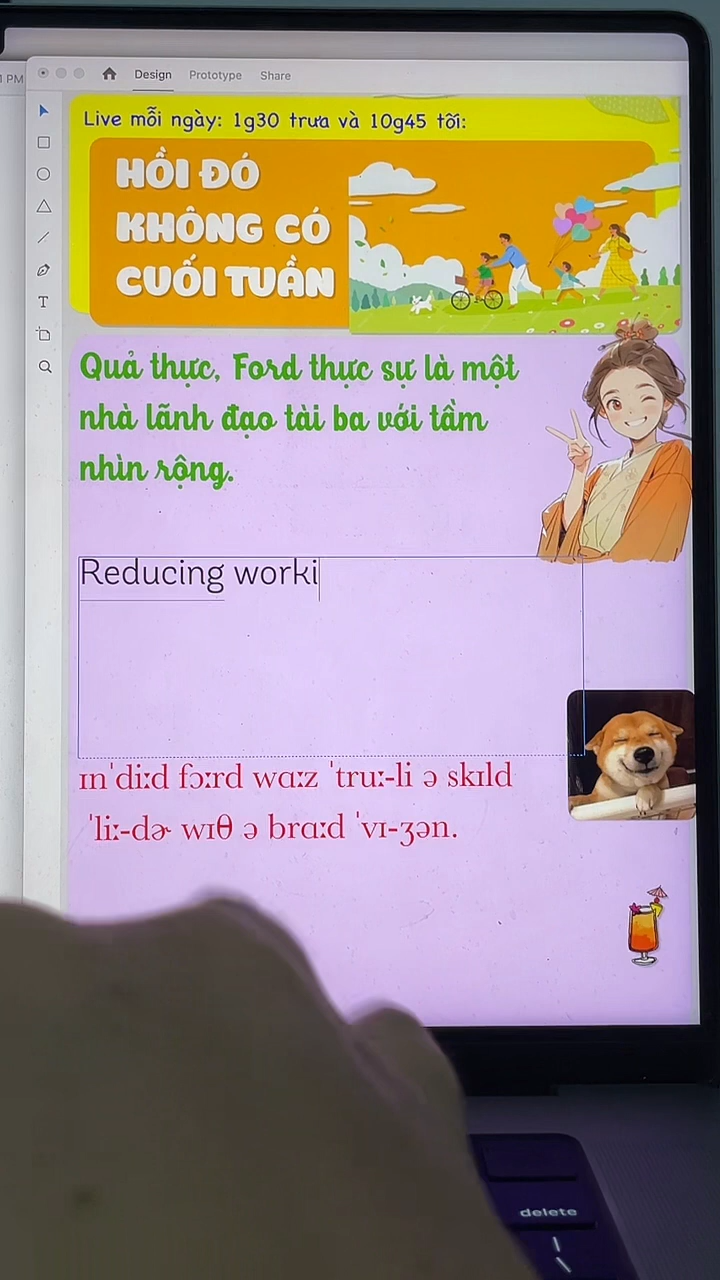 PM
Design
Prototype
Share
Live mỗi ngày: 1g30 trưa và 10g45 tối:
HỒI ĐÓ
KHÔNG CÓ
CUỐI TUẦN
Quả thực, Ford thực sự là một
nhà lãnh đạo tài ba với tầm
nhìn rộng.
Reducing worki
T
ɪnˈdiːd fɔːrd wɑːz ˈtruː-li ə skɪld
ˈliː-dɚ wɪθ ə brɑːd ˈvɪ-ʒən.
delete
|
\